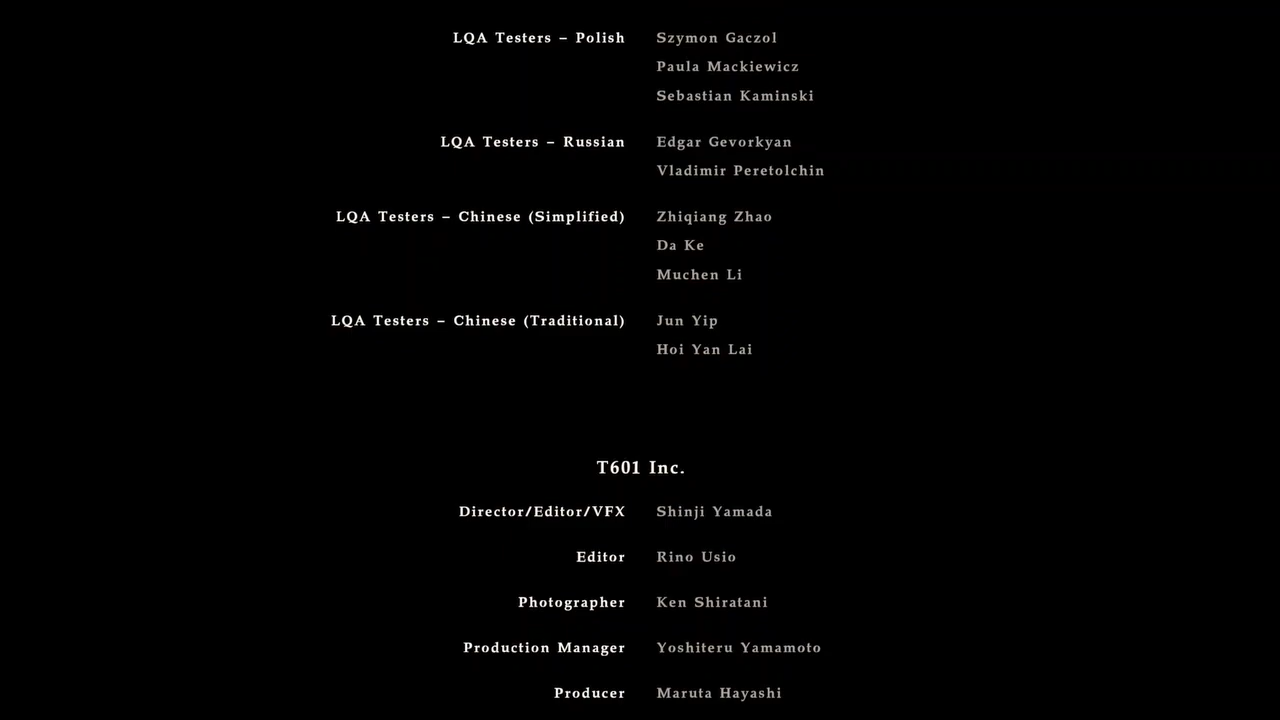 LQA Testers – Polish Szymon Gaczol
Paula Mackiewicz
Sebastian Kaminski
LQA Testers – Russian Edgar Gevorkyan
Vladimir Peretolchin
LQA Testers – Chinese (Simplified) Zhiqiang Zhao
Da Ke
Muchen Li
LQA Testers – Chinese (Traditional) Jun Yip
Hoi Yan Lai
T601 Inc.
Director/Editor/VFX Shinji Yamada
Editor Rino Usio
Photographer Ken Shiratani
Production Manager Yoshiteru Yamamoto
Producer Maruta Hayashi